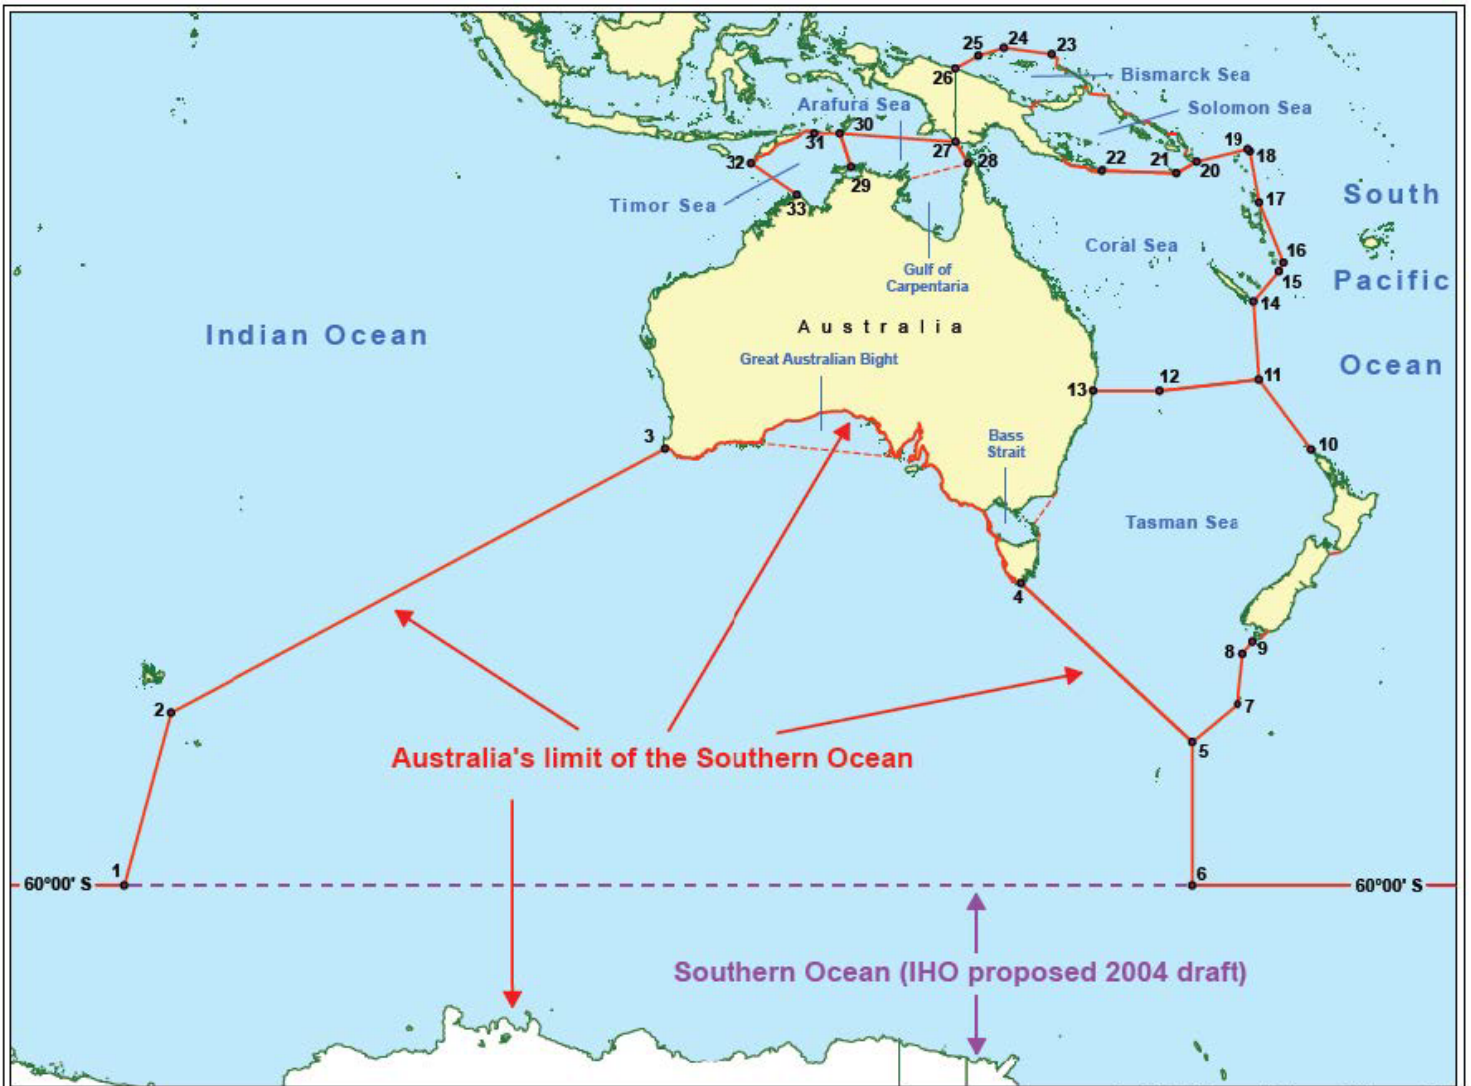 24
25
23
26
Bismarck Sea
Arafura Sea
Solomon Sea
30
31
27
19
18
32
28
22
21
20
29
33
Timor Sea
17
South
Coral Sea
16
15
Gulf of
Carpentaria
Pacific
14
Australia
Indian Ocean
Great Australian Bight
Ocean
11
12
13
3
Bass
Strait
10
Tasman Sea
4
8
9
2
7
5
Australia's limit of the Southern Ocean
1
6
60°00' S
60°00' S
Southern Ocean (IHO proposed 2004 draft)